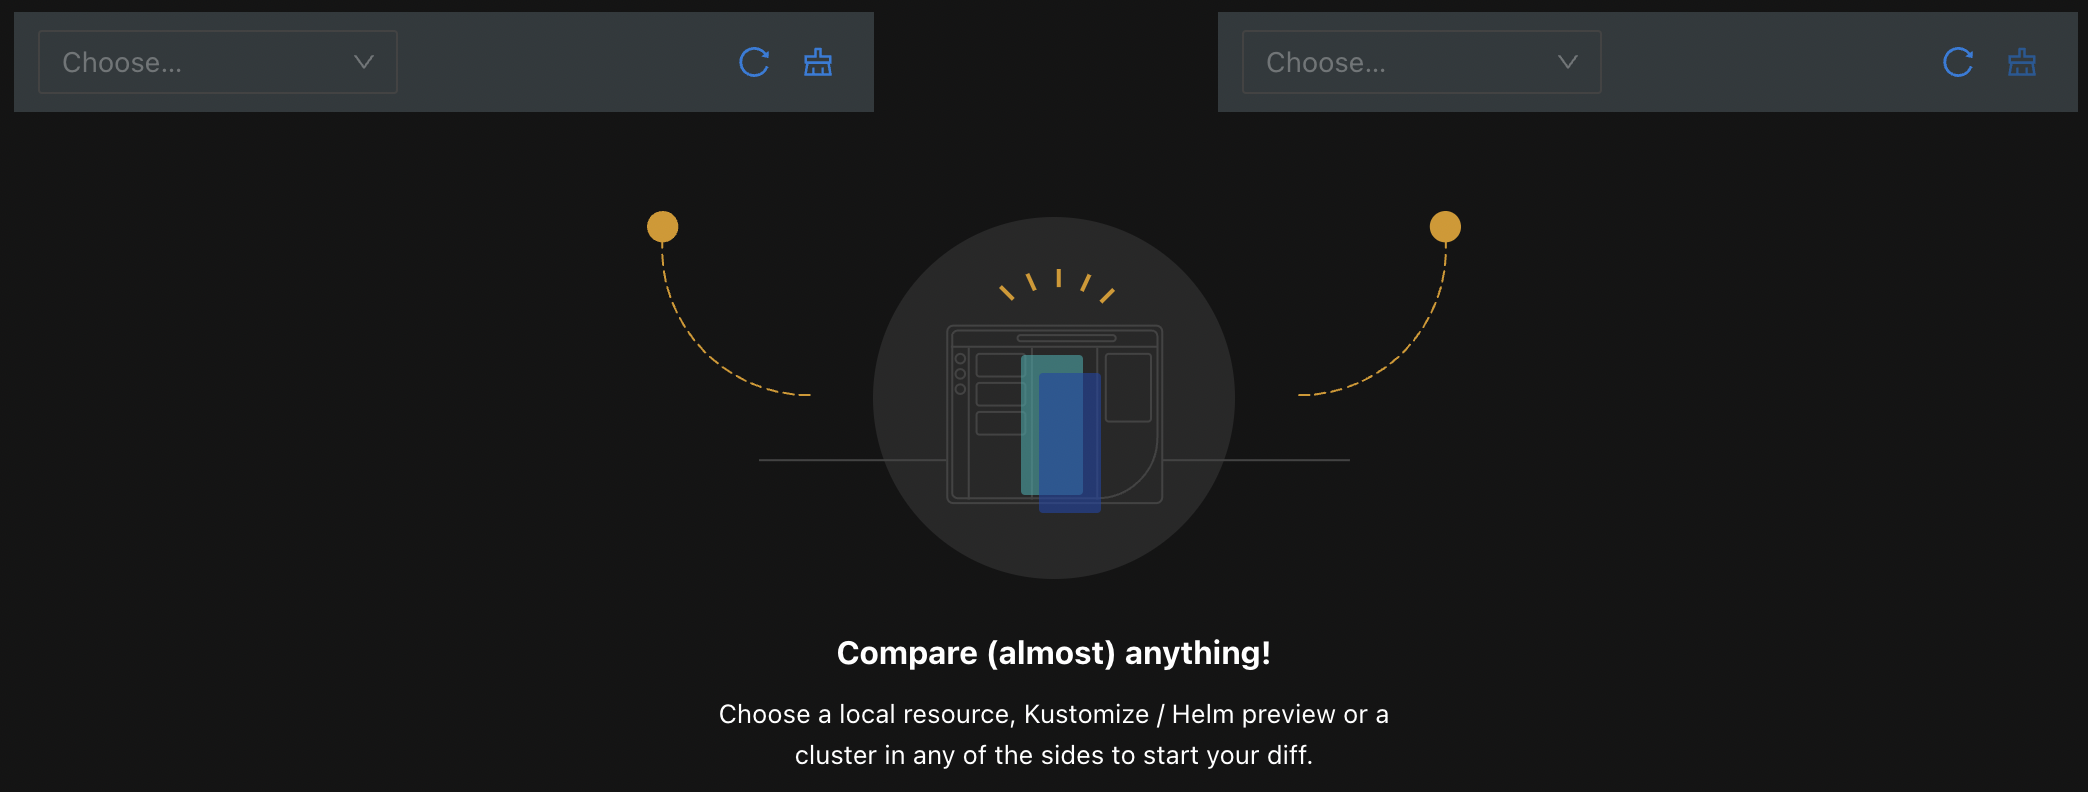 Choose...
Choose...
Compare (almost) anything!
Choose a local resource, Kustomize / Helm preview or a
cluster in any of the sides to start your diff.